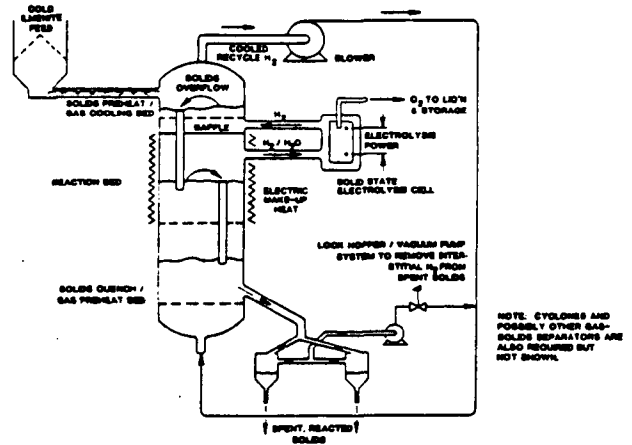 COLD
ILMENITE
FEED
COOLED
RECYCLE H2
BLOWER
SOLIDS
OVERFLOW
SOLIDS PREHEAT /
GAS COOLING BED
H2
BAFFLE
H2 / H2O
O2 TO LIQ'N
& STORAGE
ELECTROLYSIS
POWER
SOLID STATE
ELECTROLYSIS CELL
REACTION BED
ELECTRIC
MAKE-UP
HEAT
LOCK HOPPER / VACUUM PUMP
SYSTEM TO REMOVE INTER-
STITIAL H2 FROM
SPENT SOLIDS
SOLIDS QUENCH /
GAS PREHEAT BED
NOTE: CYCLONES AND
POSSIBLY OTHER GAS-
SOLIDS SEPARATORS ARE
ALSO REQUIRED BUT
NOT SHOWN.
SPENT, REACTED
SOLIDS